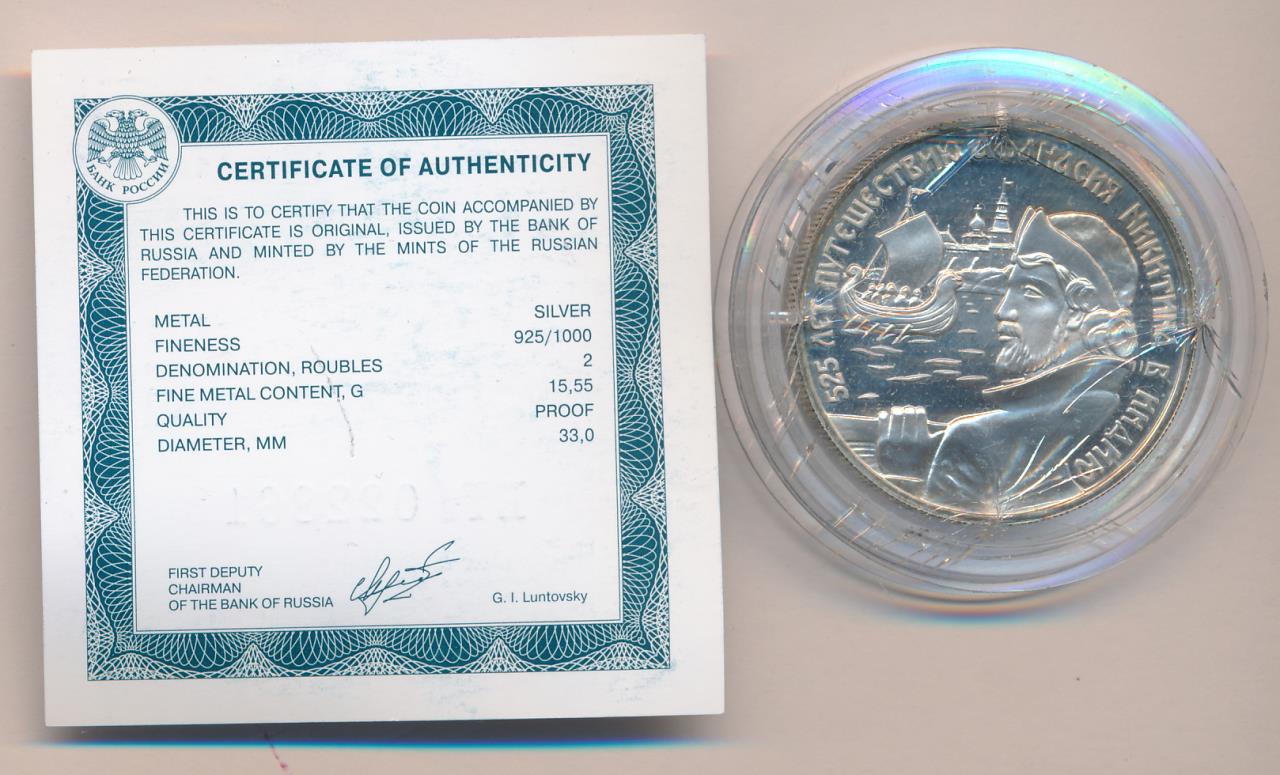 БАНК РОССИИ
CERTIFICATE OF AUTHENTICITY
THIS IS TO CERTIFY THAT THE COIN ACCOMPANIED BY
THIS CERTIFICATE IS ORIGINAL, ISSUED BY THE BANK OF
RUSSIA AND MINTED BY THE MINTS OF THE RUSSIAN
FEDERATION.
METAL SILVER
FINENESS 925/1000
DENOMINATION, ROUBLES 2
FINE METAL CONTENT, G 15,55
QUALITY PROOF
DIAMETER, MM 33,0
FIRST DEPUTY
CHAIRMAN
OF THE BANK OF RUSSIA G. I. Luntovsky
525 ЛЕТ ПУТЕШЕСТВИЮ АФАНАСИЯ НИКИТИНА В ИНДИЮ